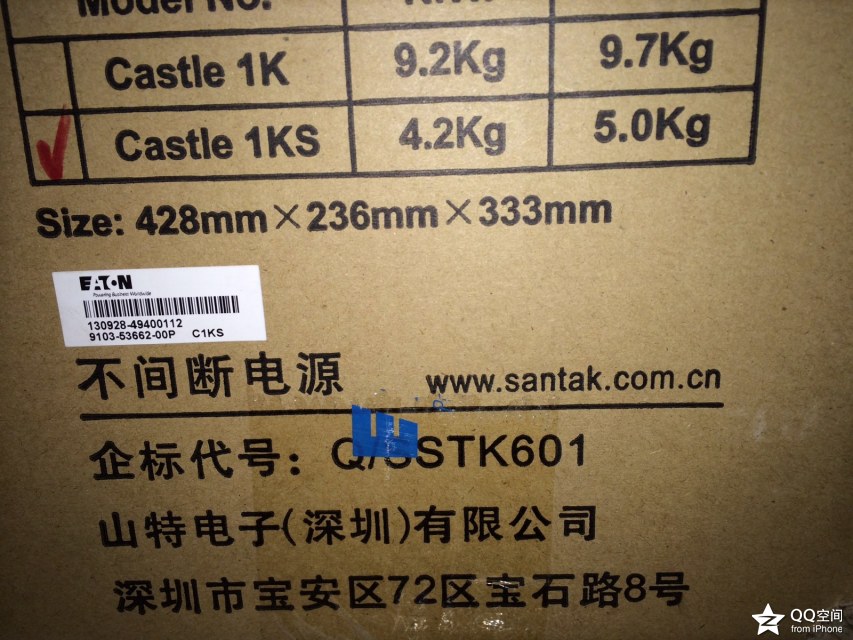 Model No.
Castle 1K 9.2Kg 9.7Kg
Castle 1KS 4.2Kg 5.0Kg
Size: 428mm×236mm×333mm
EATON
Powering Business Worldwide
130928-49400112
9103-53662-00P C1KS
不间断电源 www.santak.com.cn
企标代号: Q/SSTK601
山特电子(深圳)有限公司
深圳市宝安区72区宝石路8号
QQ空间
from iPhone